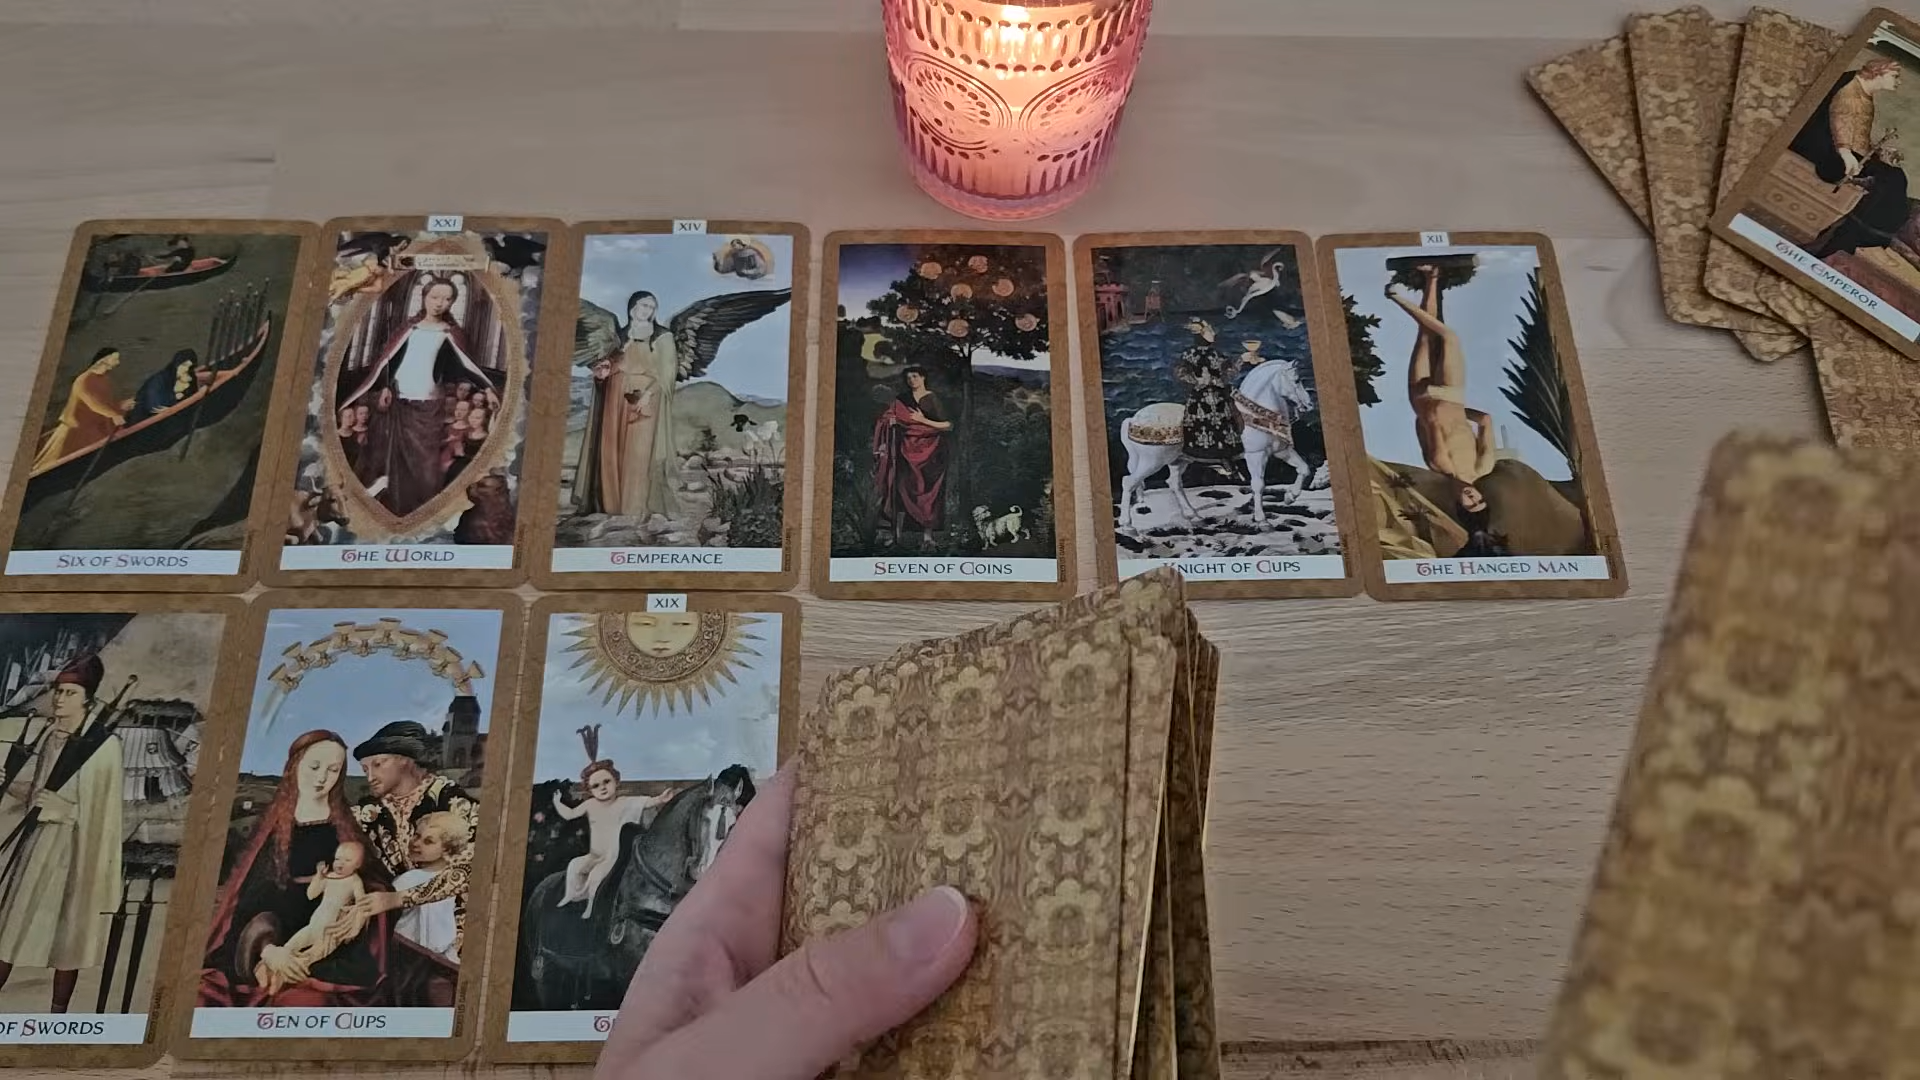 XXI
XIV
XII
SIX OF SWORDS
THE WORLD
TEMPERANCE
SEVEN OF COINS
KNIGHT OF CUPS
THE HANGED MAN
THE EMPEROR
XIX
OF SWORDS
TEN OF CUPS